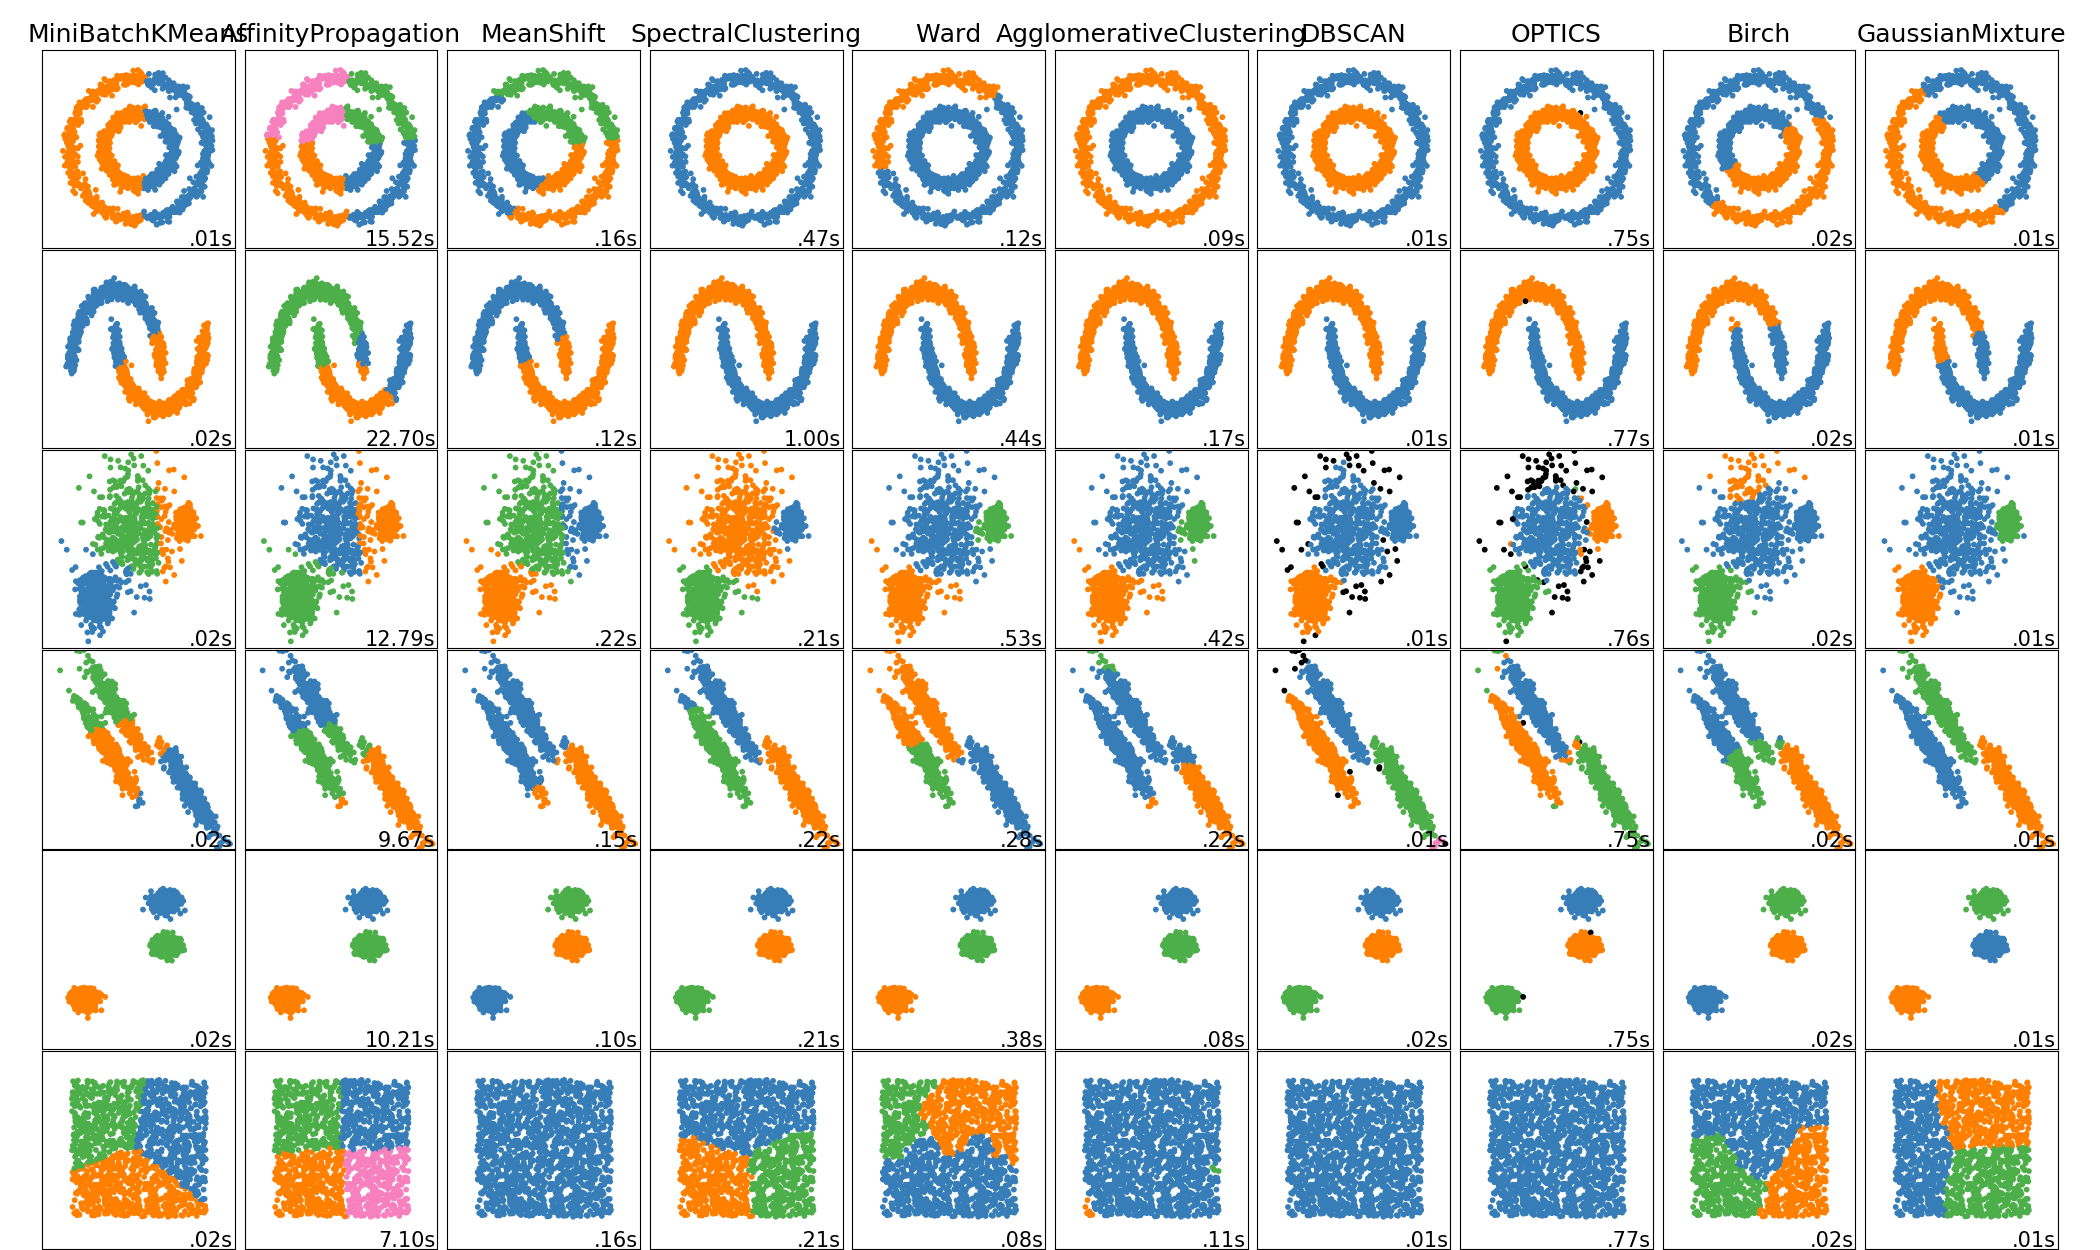 MiniBatchKMeans AffinityPropagation MeanShift SpectralClustering Ward AgglomerativeClustering DBSCAN OPTICS Birch GaussianMixture
.01s 15.52s .16s .47s .12s .09s .01s .75s .02s .01s
.02s 22.70s .12s 1.00s .44s .17s .01s .77s .02s .01s
.02s 12.79s .22s .21s .53s .42s .01s .76s .02s .01s
.02s 9.67s .15s .22s .28s .22s .01s .75s .02s .01s
.02s 10.21s .10s .21s .38s .08s .02s .75s .02s .01s
.02s 7.10s .16s .21s .08s .11s .01s .77s .02s .01s